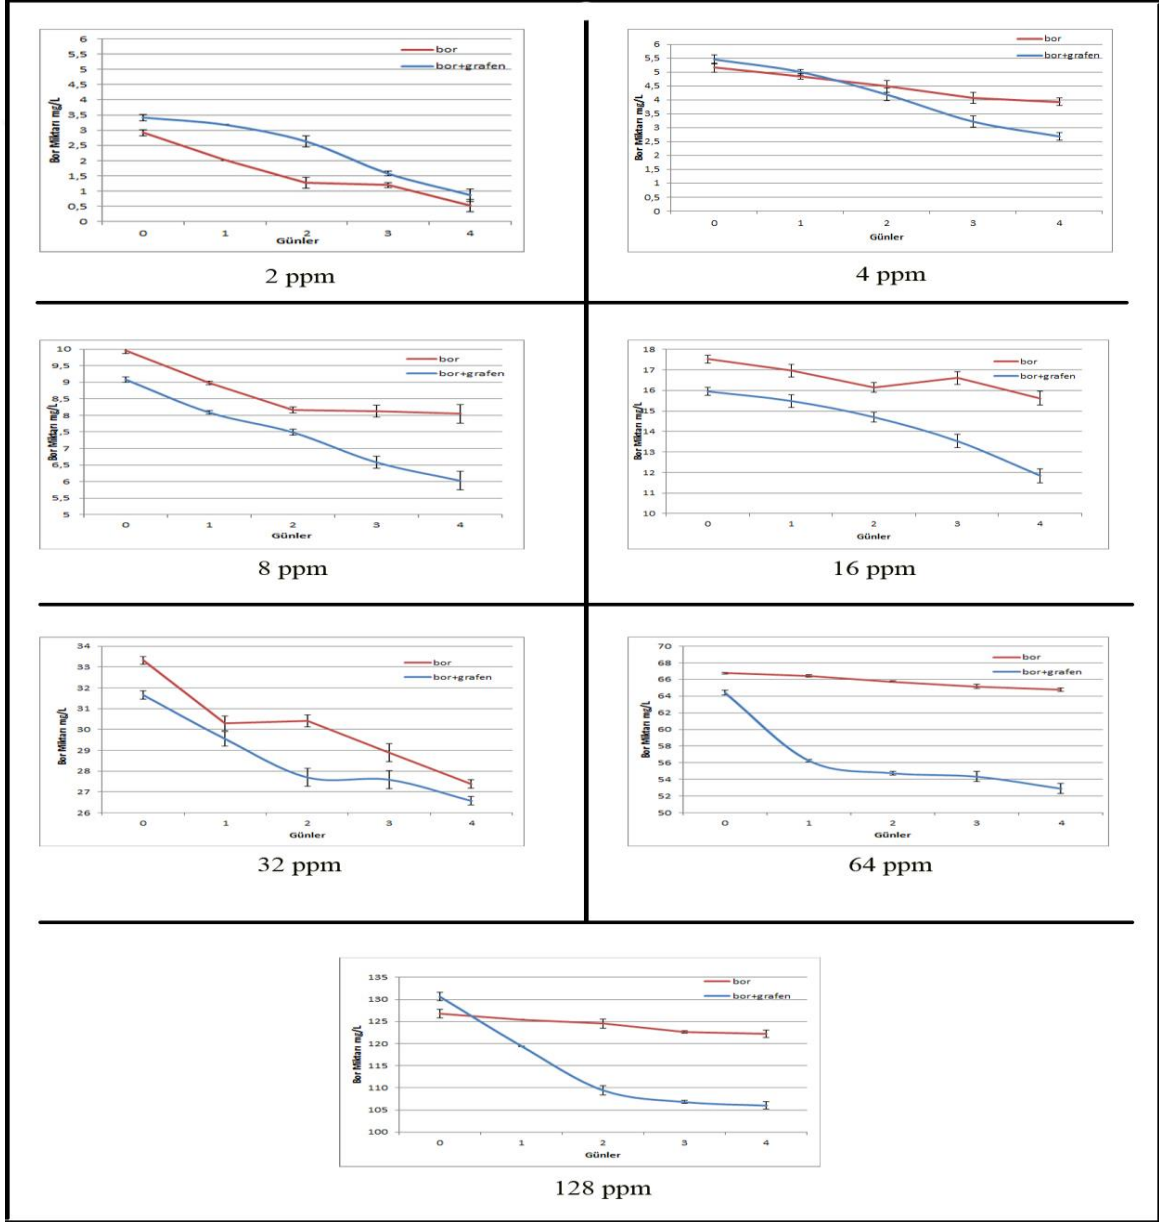 6
5,5
5
4,5
4
3,5
3
2,5
2
1,5
1
0,5
0
Bor Miktarı mg/L
bor
bor+grafen
0 1 2 3 4
Günler
2 ppm
6
5,5
5
4,5
4
3,5
3
2,5
2
1,5
1
0,5
0
Bor Miktarı mg/L
bor
bor+grafen
0 1 2 3 4
Günler
4 ppm
10
9,5
9
8,5
8
7,5
7
6,5
6
5,5
5
Bor Miktarı mg/L
bor
bor+grafen
0 1 2 3 4
Günler
8 ppm
18
17
16
15
14
13
12
11
10
Bor Miktarı mg/L
bor
bor+grafen
0 1 2 3 4
Günler
16 ppm
34
33
32
31
30
29
28
27
26
Bor Miktarı mg/L
bor
bor+grafen
0 1 2 3 4
Günler
32 ppm
70
68
66
64
62
60
58
56
54
52
50
Bor Miktarı mg/L
bor
bor+grafen
0 1 2 3 4
Günler
64 ppm
135
130
125
120
115
110
105
100
Bor Miktarı mg/L
bor
bor+grafen
0 1 2 3 4
Günler
128 ppm